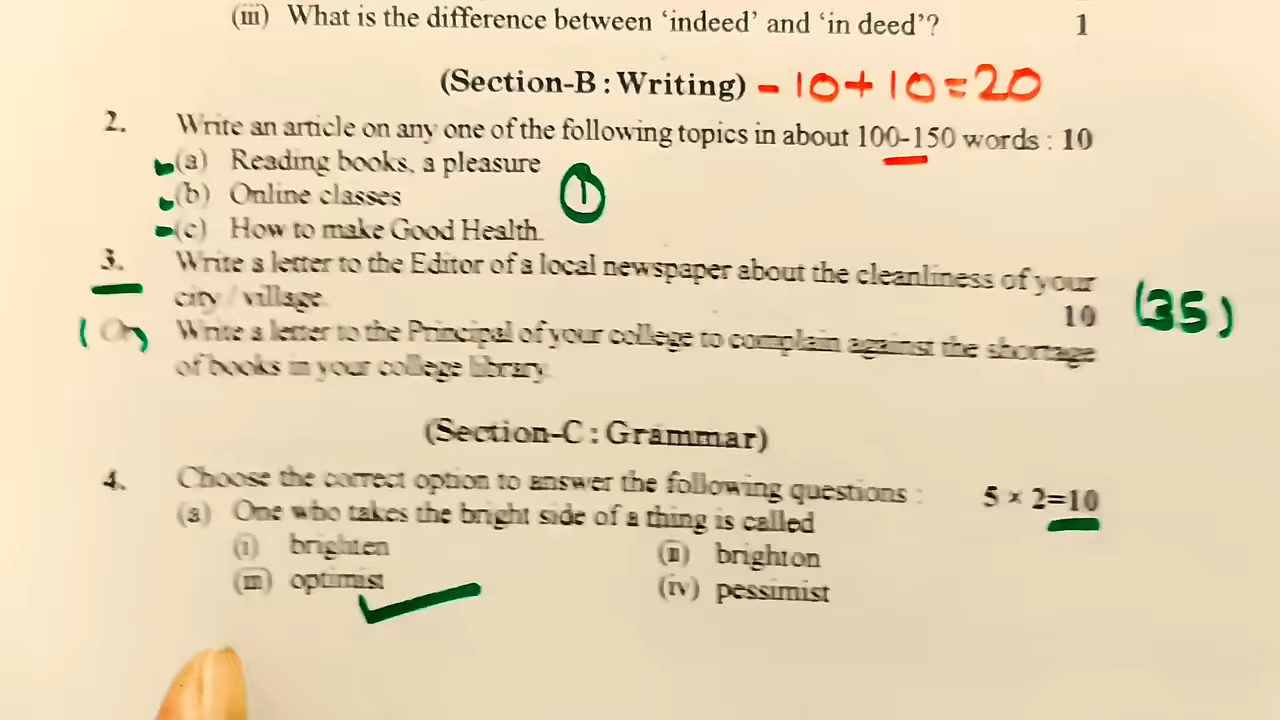 (iii) What is the difference between ‘indeed’ and ‘in deed’? 1
(Section-B : Writing) - 10+10=20
2. Write an article on any one of the following topics in about 100-150 words : 10
(a) Reading books, a pleasure
(b) Online classes
(c) How to make Good Health.
1
3. Write a letter to the Editor of a local newspaper about the cleanliness of your
city / village. 10
(35)
(Or) Write a letter to the Principal of your college to complain against the shortage
of books in your college library.
(Section-C : Grammar)
4. Choose the correct option to answer the following questions : 5 × 2=10
(a) One who takes the bright side of a thing is called
(i) brighten (ii) brighton
(iii) optimist (iv) pessimist